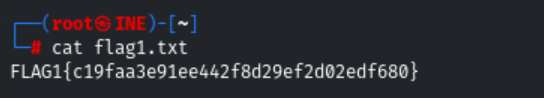 ┌──(root㉿INE)-[~]
└─# cat flag1.txt
FLAG1{c19faa3e91ee442f8d29ef2d02edf680}